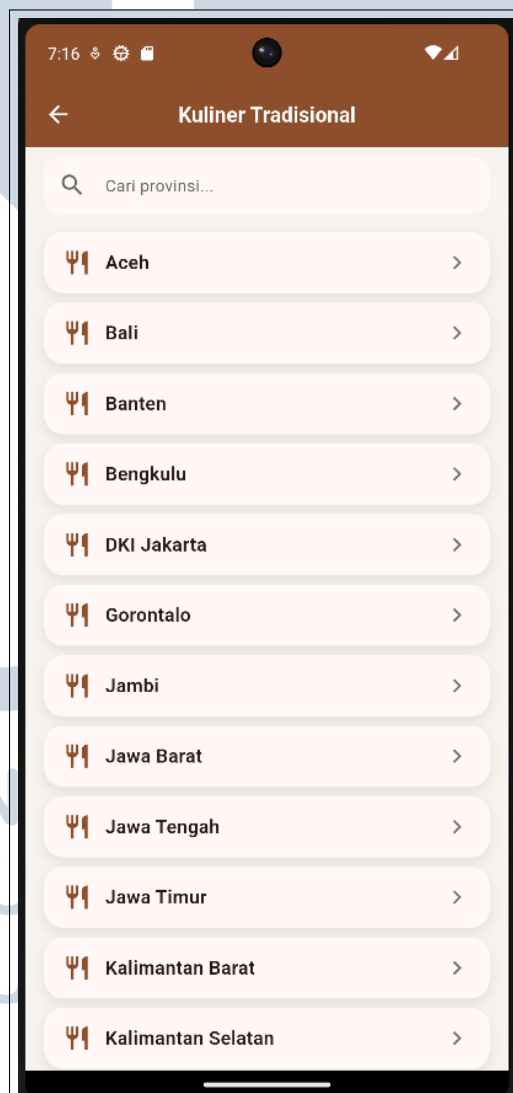 7:16
Kuliner Tradisional
Cari provinsi...
Aceh
Bali
Banten
Bengkulu
DKI Jakarta
Gorontalo
Jambi
Jawa Barat
Jawa Tengah
Jawa Timur
Kalimantan Barat
Kalimantan Selatan